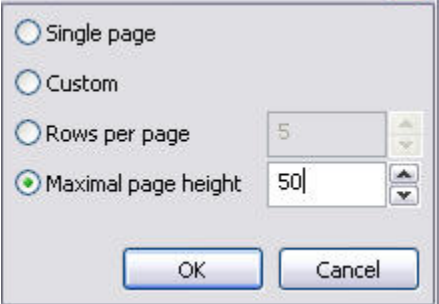 Single page
Custom
Rows per page 5
Maximal page height 50
OK Cancel